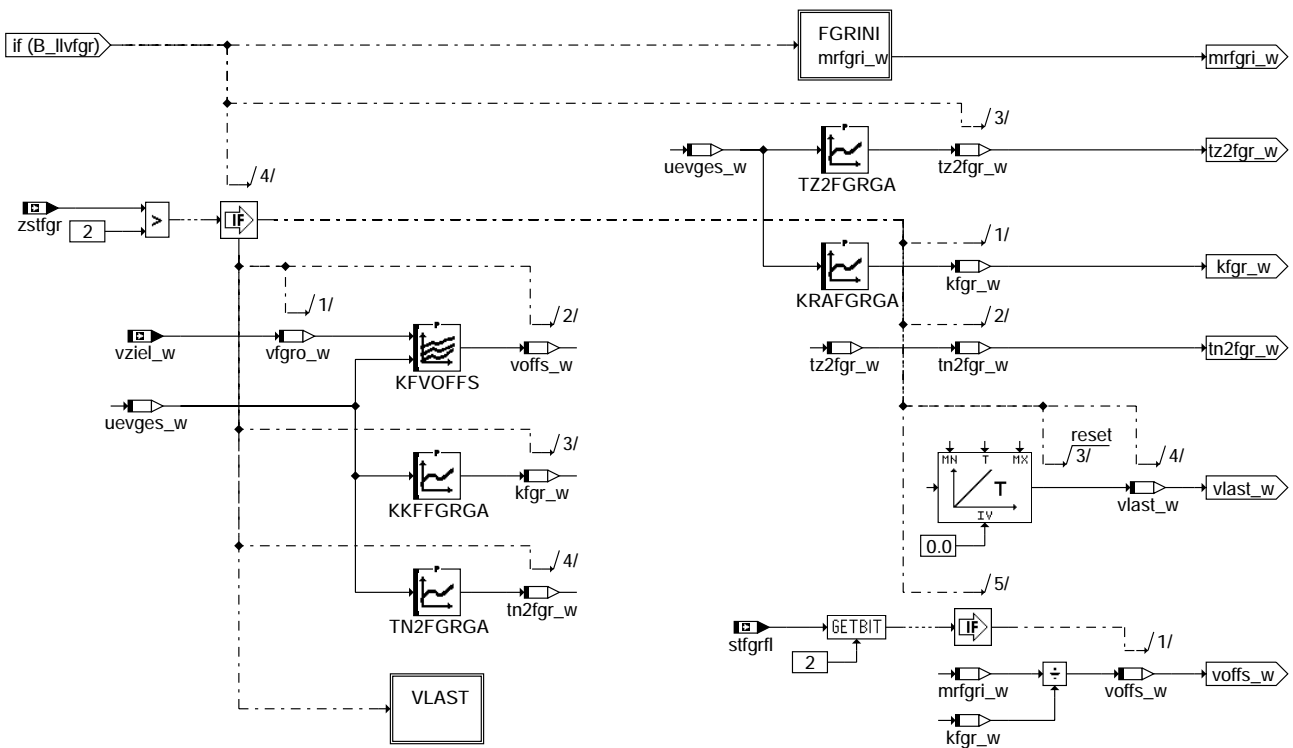 if (B_llvfgr)
FGRINI
mrfgri_w
mrfgri_w
3/
uevges_w
P
TZ2FGRGA
tz2fgr_w
tz2fgr_w
4/
zstfgr
2
>
IF
1/
P
KRAFGRGA
kfgr_w
kfgr_w
1/
2/
2/
vziel_w
vfgro_w
P
KFVOFFS
voffs_w
tz2fgr_w
tn2fgr_w
tn2fgr_w
uevges_w
3/
P
KKFFGRGA
kfgr_w
reset
3/
4/
MN
T
MX
T
IV
0.0
vlast_w
vlast_w
4/
P
TN2FGRGA
tn2fgr_w
5/
stfgrfl
GETBIT
2
IF
1/
VLAST
mrfgri_w
÷
voffs_w
voffs_w
kfgr_w